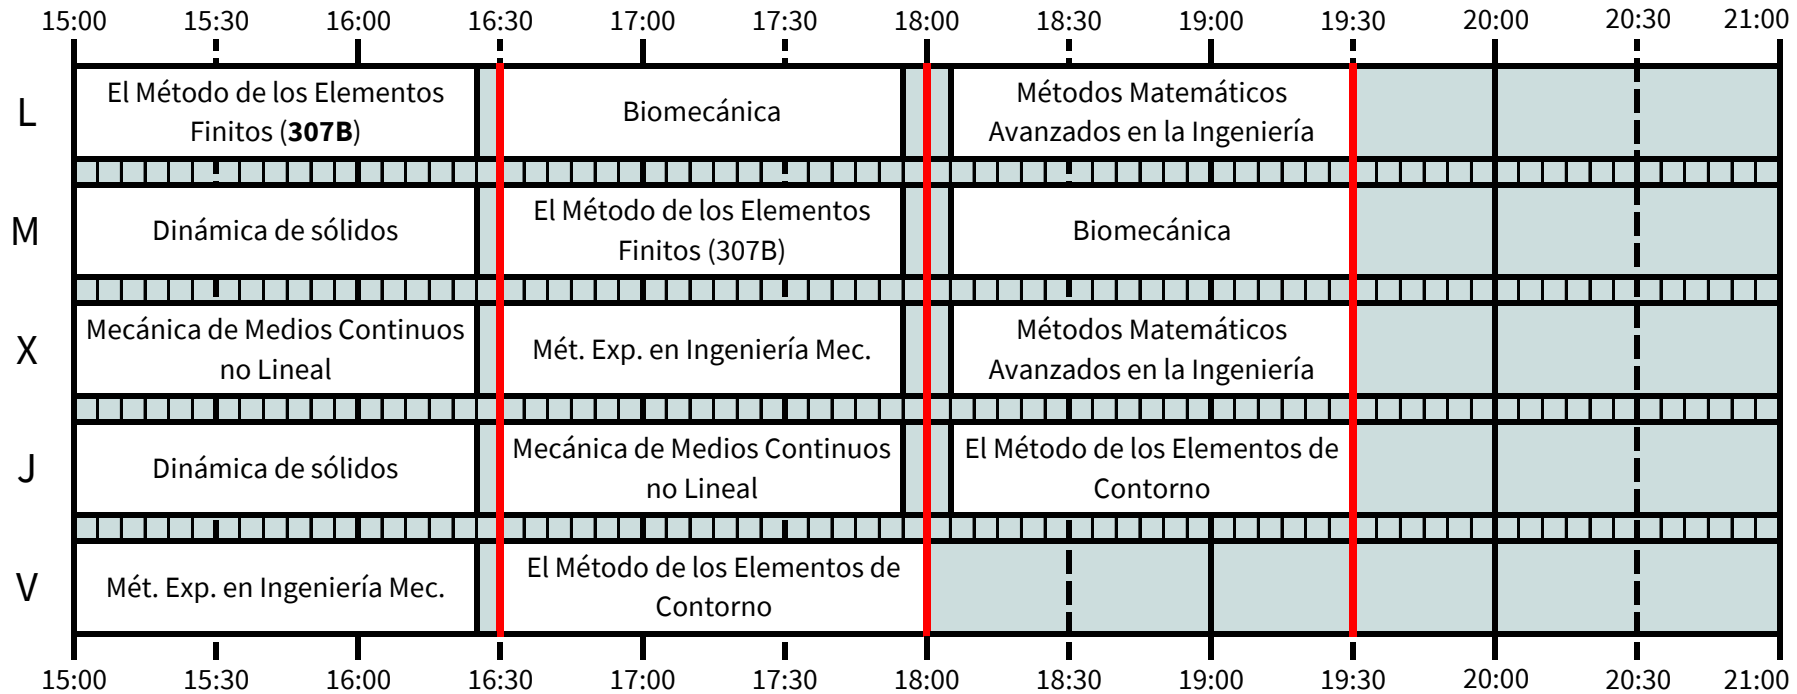 15:00 15:30 16:00 16:30 17:00 17:30 18:00 18:30 19:00 19:30 20:00 20:30 21:00
L
El Método de los Elementos
Finitos (307B)
Biomecánica
Métodos Matemáticos
Avanzados en la Ingeniería
M
Dinámica de sólidos
El Método de los Elementos
Finitos (307B)
Biomecánica
X
Mecánica de Medios Continuos
no Lineal
Mét. Exp. en Ingeniería Mec.
Métodos Matemáticos
Avanzados en la Ingeniería
J
Dinámica de sólidos
Mecánica de Medios Continuos
no Lineal
El Método de los Elementos de
Contorno
V
Mét. Exp. en Ingeniería Mec.
El Método de los Elementos de
Contorno
15:00 15:30 16:00 16:30 17:00 17:30 18:00 18:30 19:00 19:30 20:00 20:30 21:00